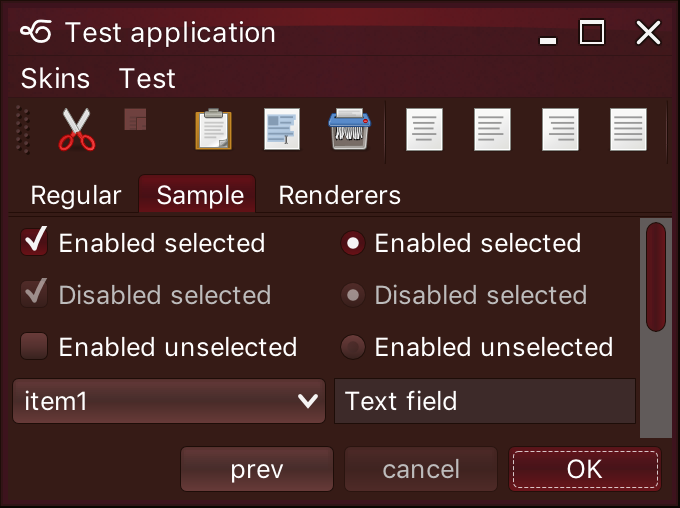 Test application
Skins Test
Regular Sample Renderers
Enabled selected Enabled selected
Disabled selected Disabled selected
Enabled unselected Enabled unselected
item1 Text field
prev cancel OK